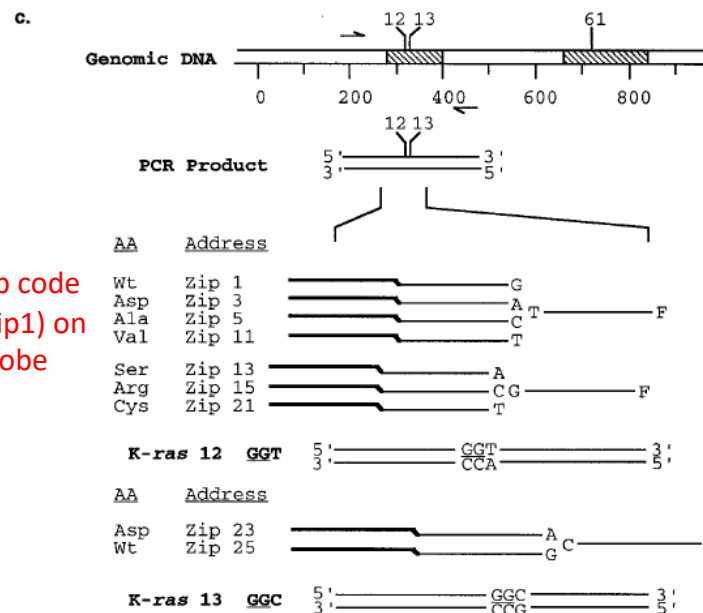 c.
12 13 61
Genomic DNA
0 200 400 600 800
12 13
PCR Product 5' 3'
3' 5'
AA Address
Wt Zip 1 G
Asp Zip 3 A
Ala Zip 5 C T F
Val Zip 11 T
code
ip1) on
Ser Zip 13 A
Arg Zip 15 C G F
Cys Zip 21 T
K-ras 12 GGT 5' GGT 3'
3' CCA 5'
AA Address
Asp Zip 23 A
Wt Zip 25 G C
K-ras 13 GGC 5' GGC 3'
3' CCG 5'